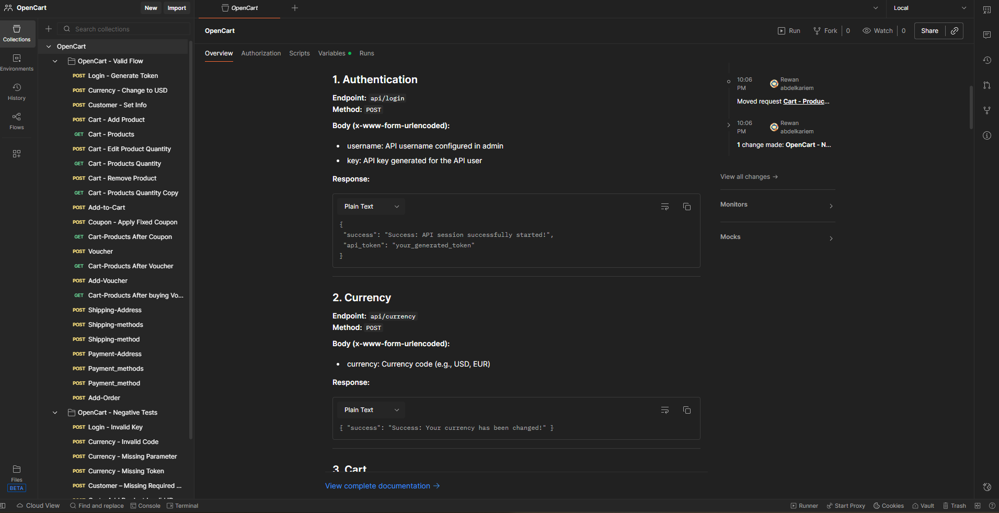 OpenCart
New
Import
OpenCart
Local
Collections
Environments
History
Flows
Files
BETA
Search collections
OpenCart
OpenCart - Valid Flow
POST Login - Generate Token
POST Currency - Change to USD
POST Customer - Set Info
POST Cart - Add Product
GET Cart - Products
POST Cart - Edit Product Quantity
GET Cart - Products Quantity
POST Cart - Remove Product
GET Cart - Products Quantity Copy
POST Add-to-Cart
POST Coupon - Apply Fixed Coupon
GET Cart-Products After Coupon
POST Voucher
GET Cart-Products After Voucher
POST Add-Voucher
GET Cart-Products After buying Vo...
POST Shipping-Address
POST Shipping-methods
POST Shipping-method
POST Payment-Address
POST Payment_methods
POST Payment_method
POST Add-Order
OpenCart - Negative Tests
POST Login - Invalid Key
POST Currency - Invalid Code
POST Currency - Missing Parameter
POST Currency - Missing Token
POST Customer – Missing Required ...
OpenCart
Run
Fork 0
Watch 0
Share
Overview Authorization Scripts Variables Runs
1. Authentication
Endpoint: api/login
Method: POST
Body (x-www-form-urlencoded):
• username: API username configured in admin
• key: API key generated for the API user
Response:
Plain Text
{
"success": "Success: API session successfully started!",
"api_token": "your_generated_token"
}
2. Currency
Endpoint: api/currency
Method: POST
Body (x-www-form-urlencoded):
• currency: Currency code (e.g., USD, EUR)
Response:
Plain Text
{ "success": "Success: Your currency has been changed!" }
3. Cart
View complete documentation →
10:06 PM
Rewan abdelkariem
Moved request Cart - Produc...
10:06 PM
Rewan abdelkariem
1 change made: OpenCart - N...
View all changes →
Monitors
Mocks
Cloud View Find and replace Console Terminal
Runner Start Proxy Cookies Vault Trash